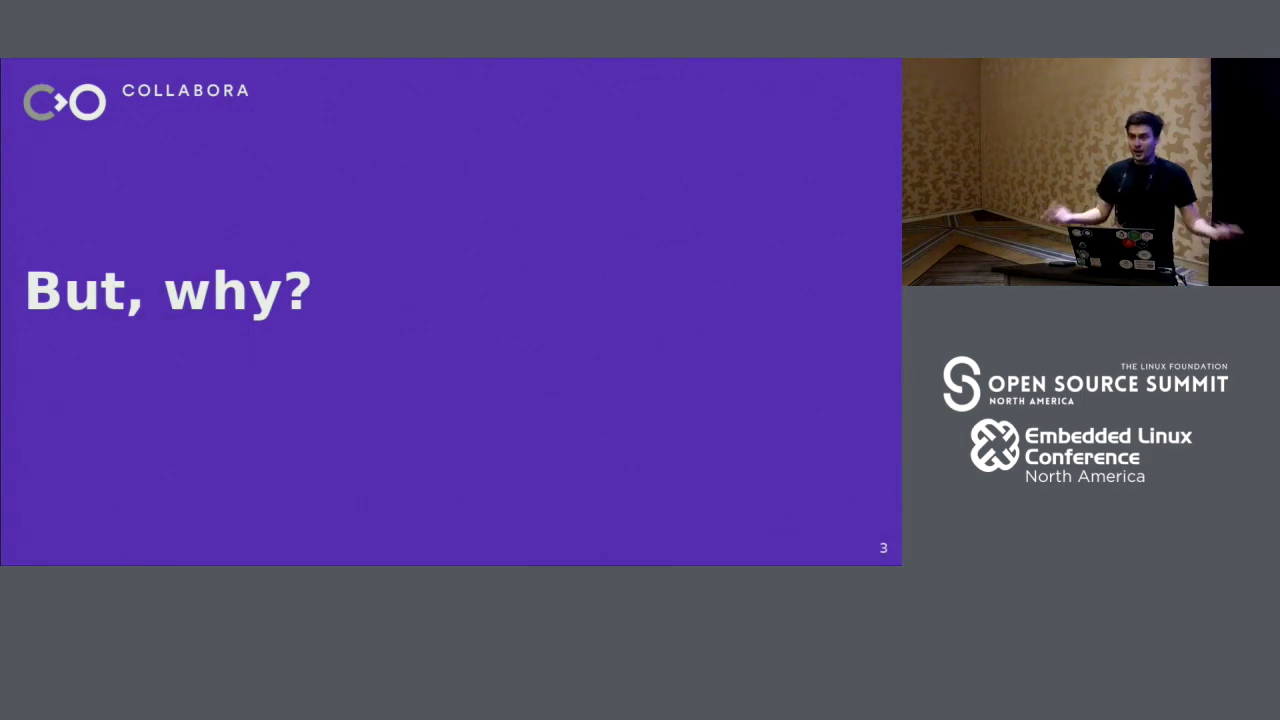 COLLABORA
But, why?
3
THE LINUX FOUNDATION
OPEN SOURCE SUMMIT
NORTH AMERICA
Embedded Linux
Conference
North America